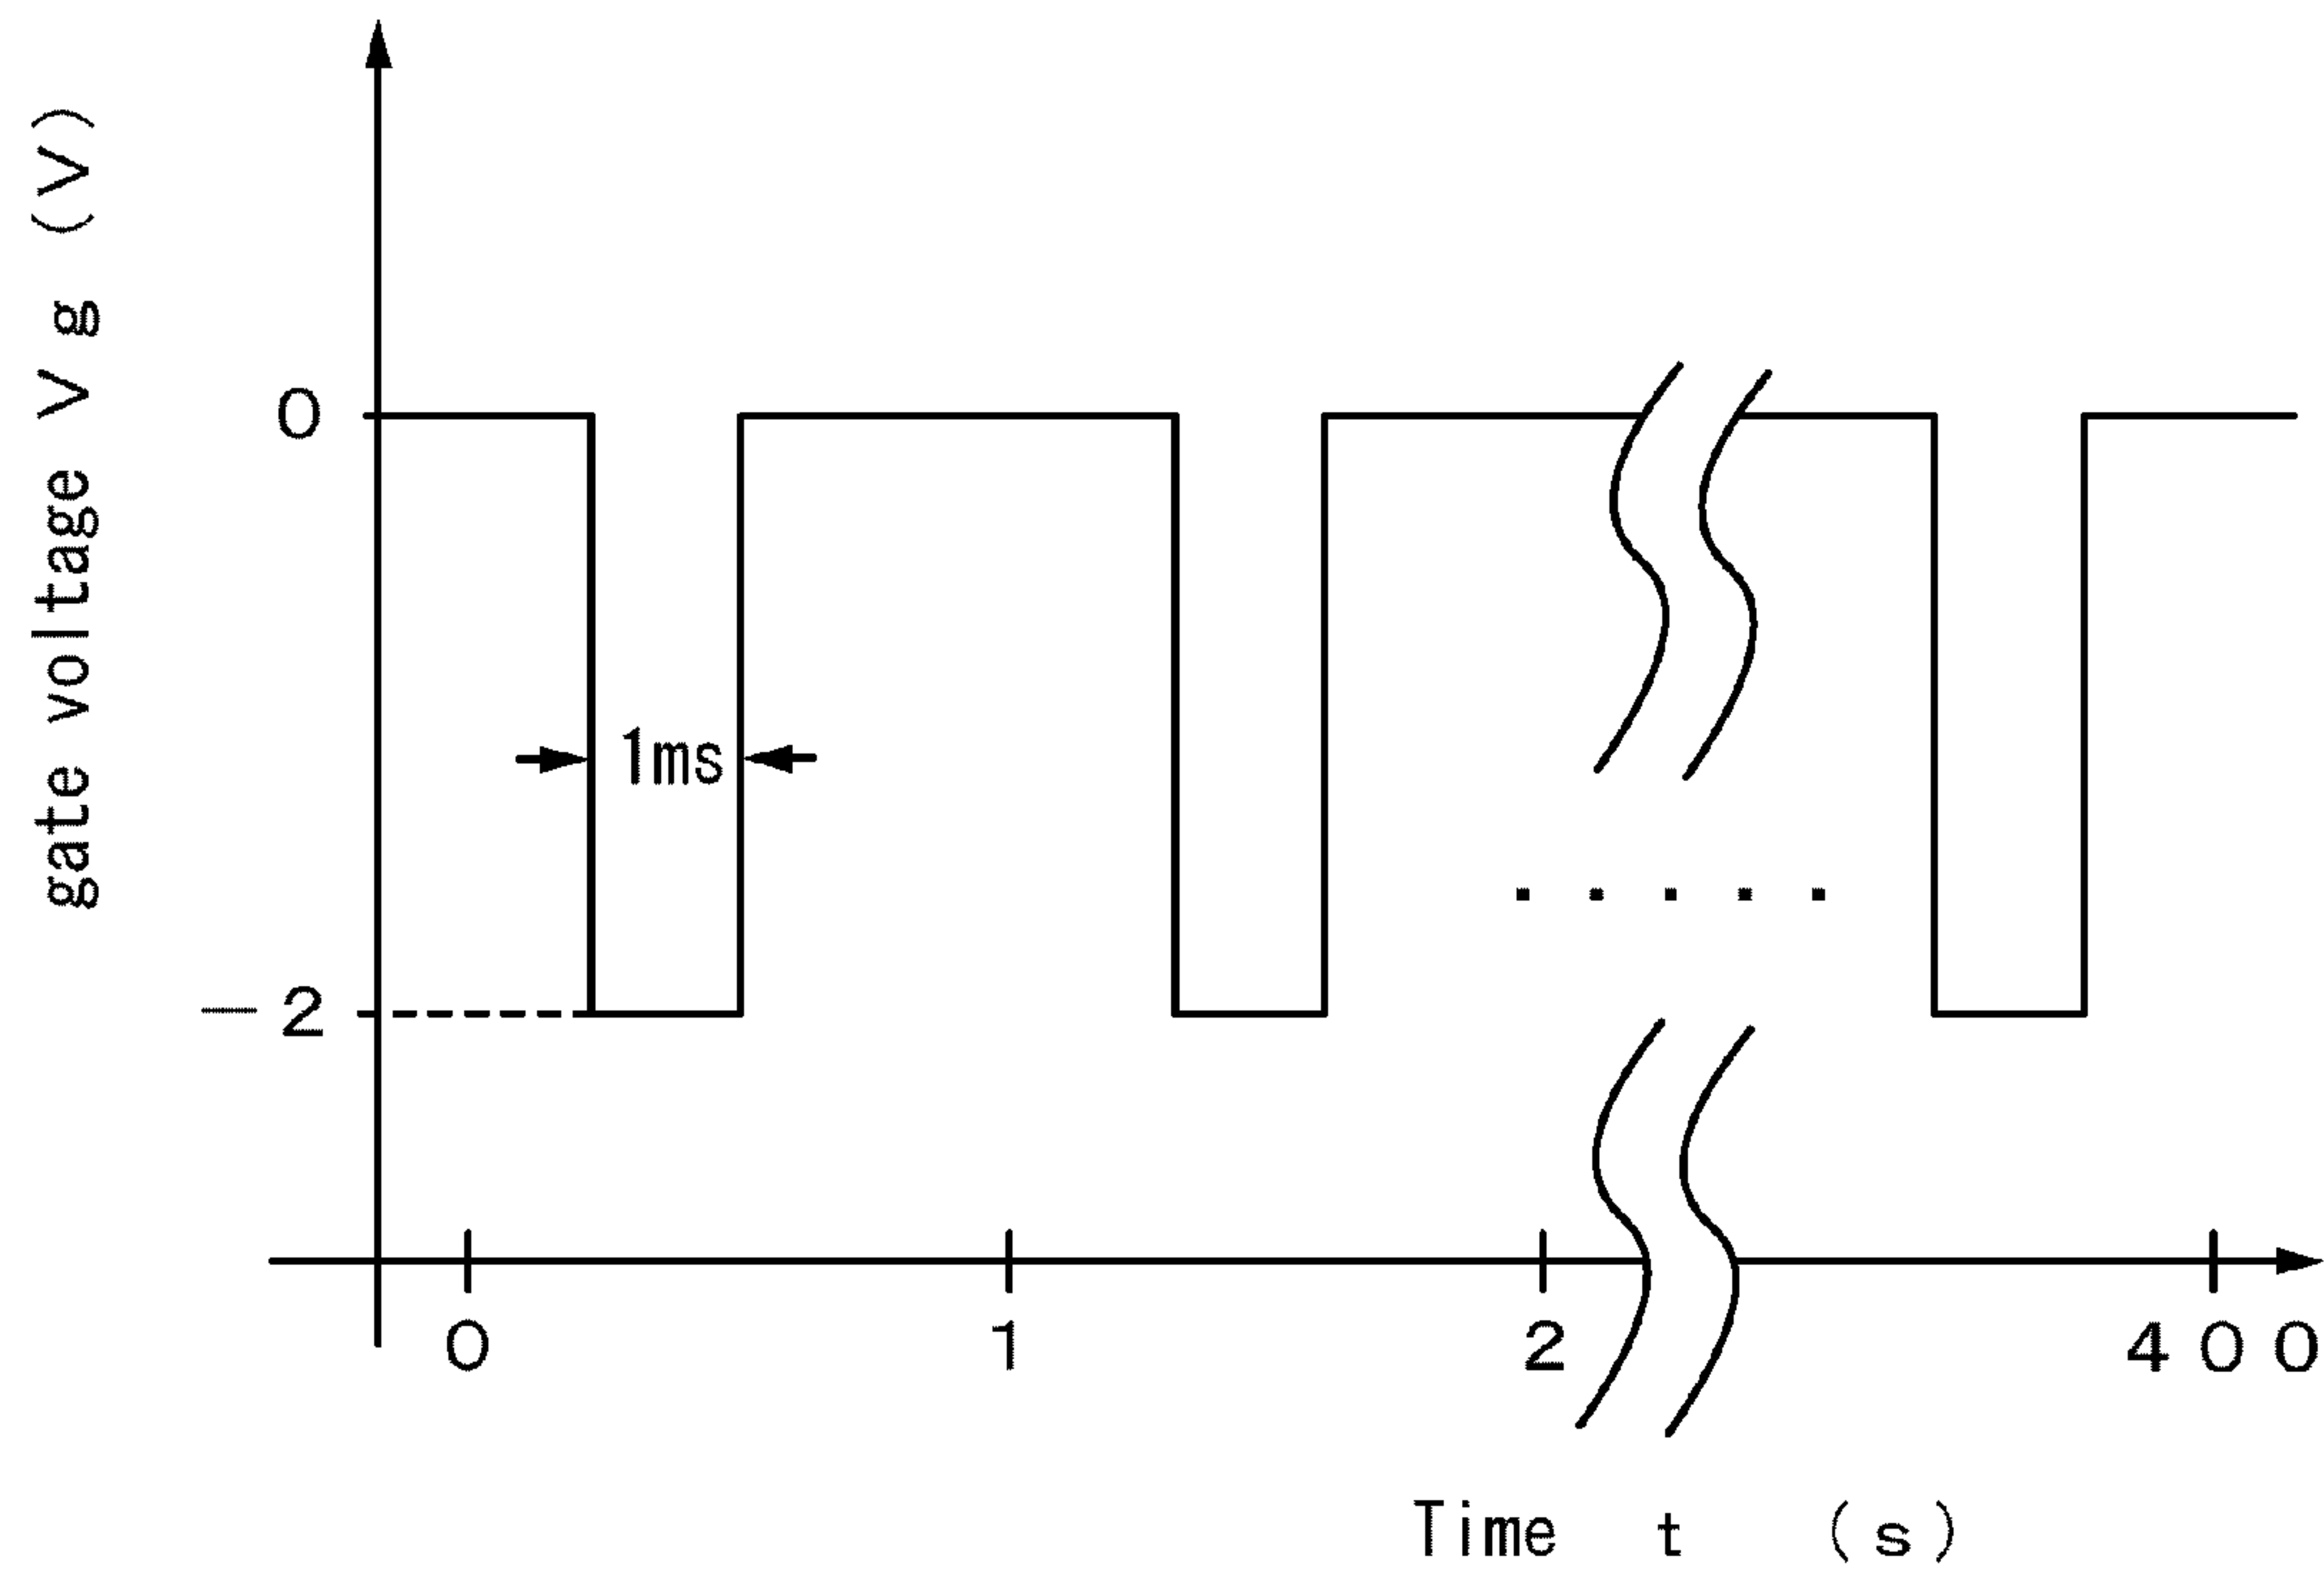 gate voltage Vg (V)
0
1ms
-2
0 1 2 400
Time t (s)